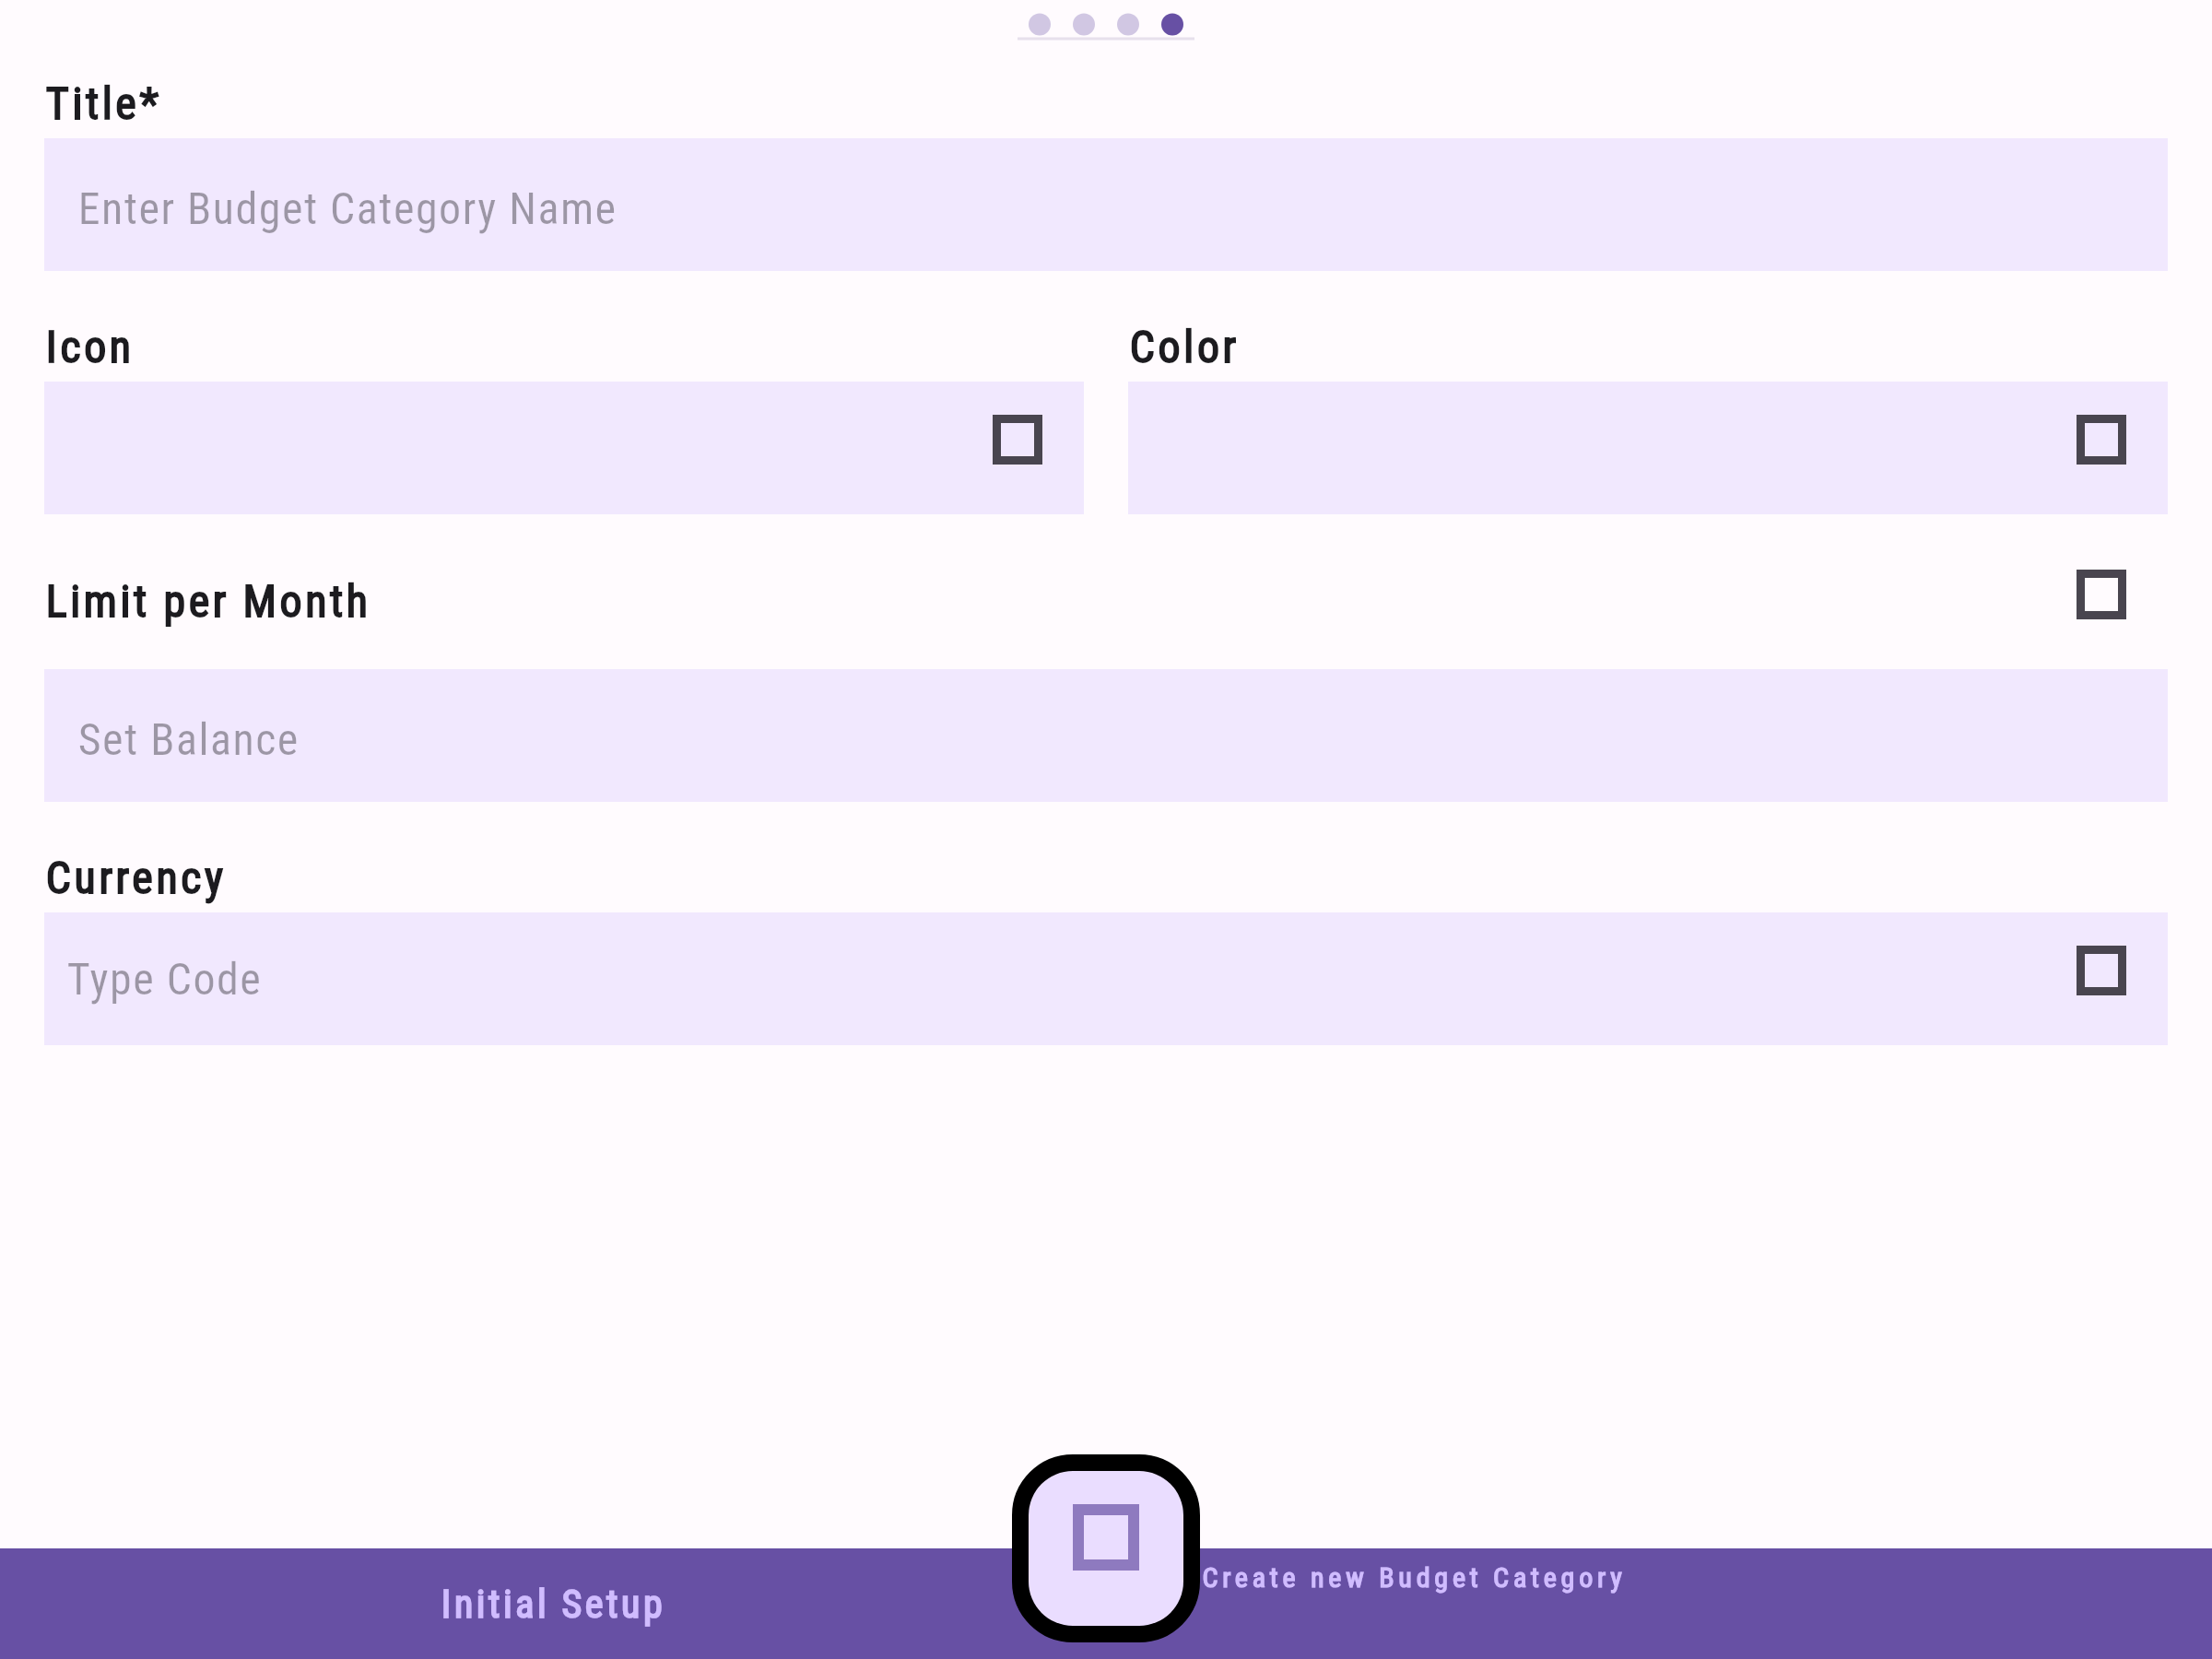 Title*
Enter Budget Category Name
Icon
Color
Limit per Month
Set Balance
Currency
Type Code
Initial Setup
Create new Budget Category